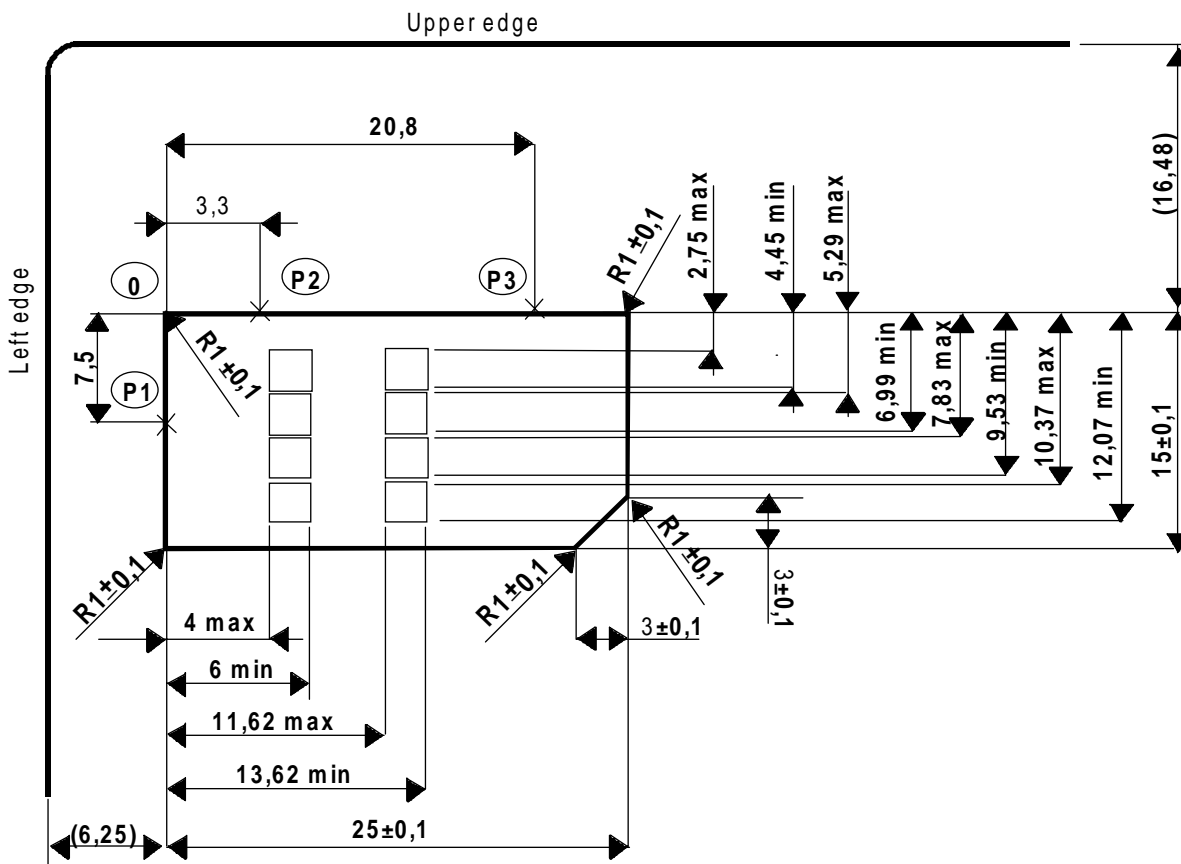 Upper edge
Left edge
20,8
3,3
0
P2
P3
R1±0,1
2,75 max
4,45 min
5,29 max
(16,48)
7,5
P1
R1±0,1
6,99 min
7,83 max
9,53 min
10,37 max
12,07 min
15±0,1
R1±0,1
R1±0,1
R1±0,1
3±0,1
4 max
3±0,1
6 min
11,62 max
13,62 min
(6,25)
25±0,1